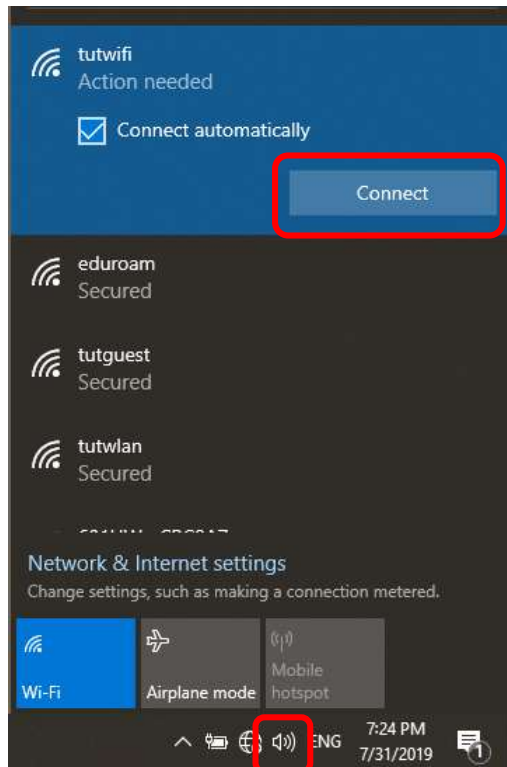 tutwifi
Action needed
Connect automatically
Connect
eduroam
Secured
tutguest
Secured
tutwlan
Secured
Network & Internet settings
Change settings, such as making a connection metered.
Wi-Fi
Airplane mode
Mobile
hotspot
ENG
7:24 PM
7/31/2019
1